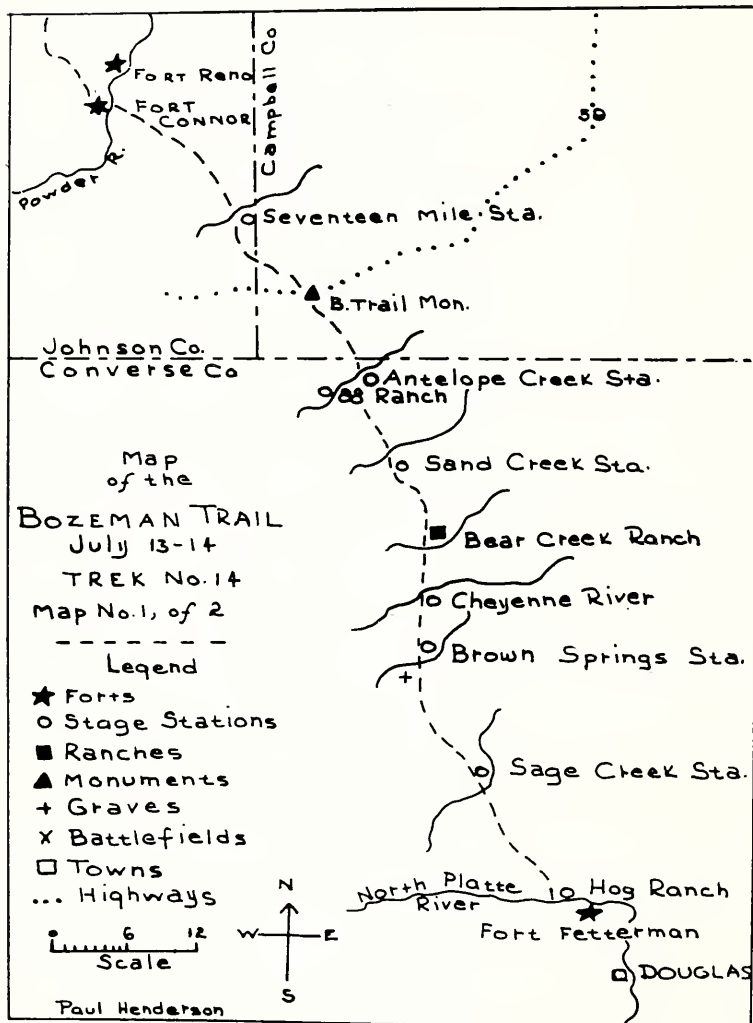 Fort Reno
Fort
Connor
Campbell Co
50
Powder R.
Seventeen Mile Sta.
B. Trail Mon.
Johnson Co.
Converse Co
Antelope Creek Sta.
88 Ranch
Sand Creek Sta.
Map
of the
Bozeman Trail
July 13-14
Trek No. 14
Map No. 1, of 2
Bear Creek Ranch
Cheyenne River
Brown Springs Sta.
Legend
Forts
Stage Stations
Ranches
Monuments
Graves
Battlefields
Towns
Highways
Sage Creek Sta.
North Platte
River
Hog Ranch
Fort Fetterman
Douglas
N
W E
S
0 6 12
Scale
Paul Henderson